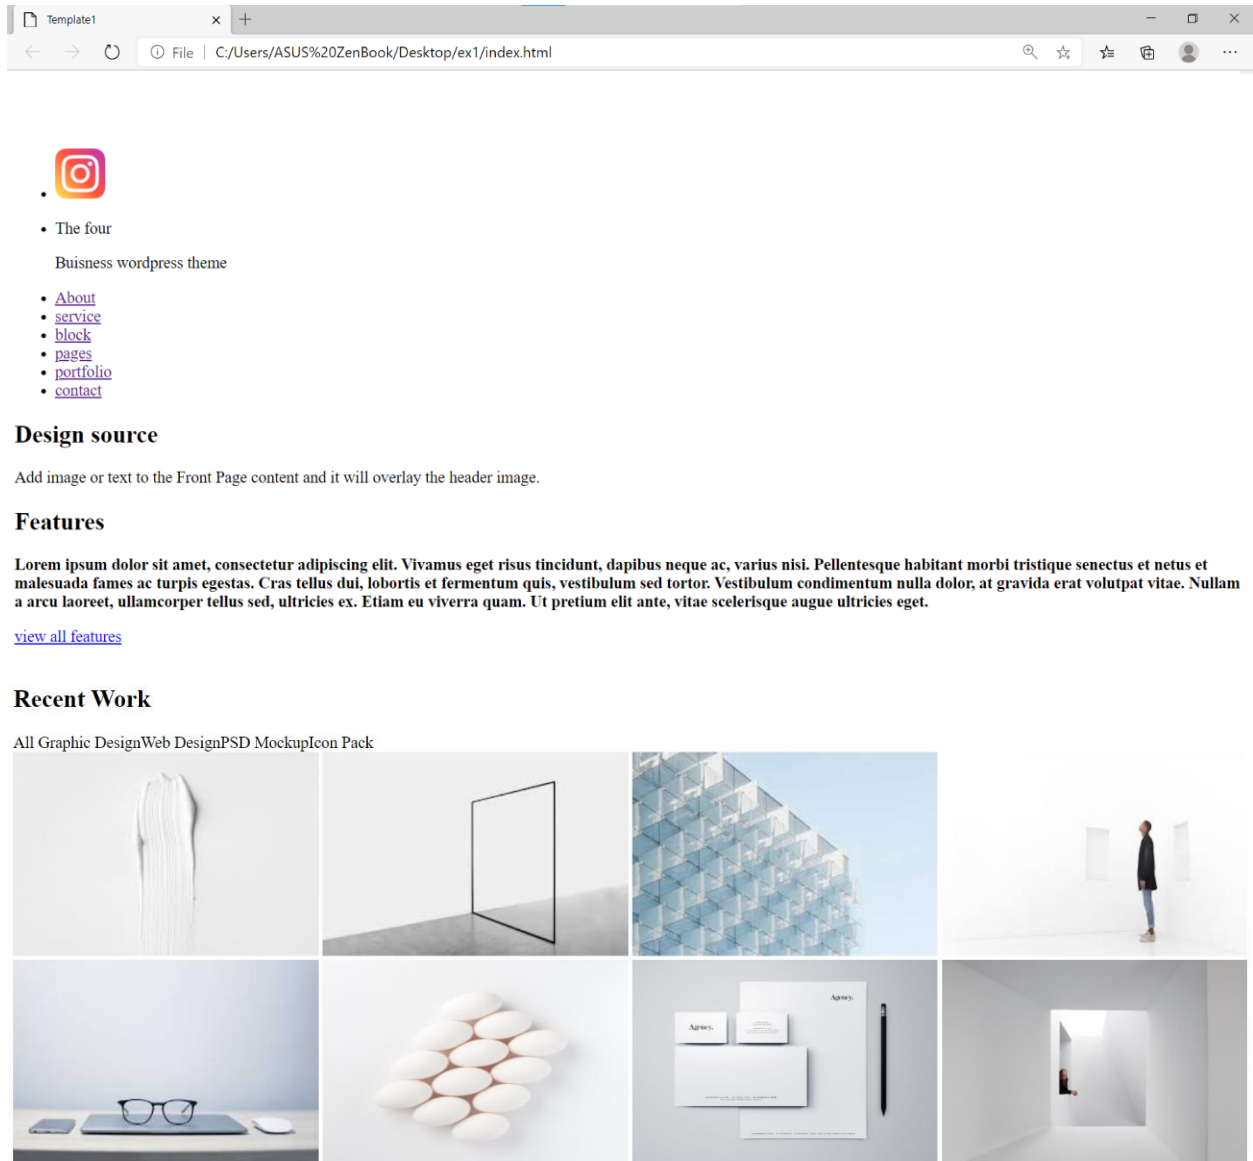 Template1
File
C:/Users/ASUS%20ZenBook/Desktop/ex1/index.html
The four
Buisness wordpress theme
About
service
block
pages
portfolio
contact
Design source
Add image or text to the Front Page content and it will overlay the header image.
Features
Lorem ipsum dolor sit amet, consectetur adipiscing elit. Vivamus eget risus tincidunt, dapibus neque ac, varius nisi. Pellentesque habitant morbi tristique senectus et netus et
malesuada fames ac turpis egestas. Cras tellus dui, lobortis et fermentum quis, vestibulum sed tortor. Vestibulum condimentum nulla dolor, at gravida erat volutpat vitae. Nullam
a arcu laoreet, ullamcorper tellus sed, ultricies ex. Etiam eu viverra quam. Ut pretium elit ante, vitae scelerisque augue ultricies eget.
view all features
Recent Work
All Graphic DesignWeb DesignPSD MockupIcon Pack
Agency.
Agency.